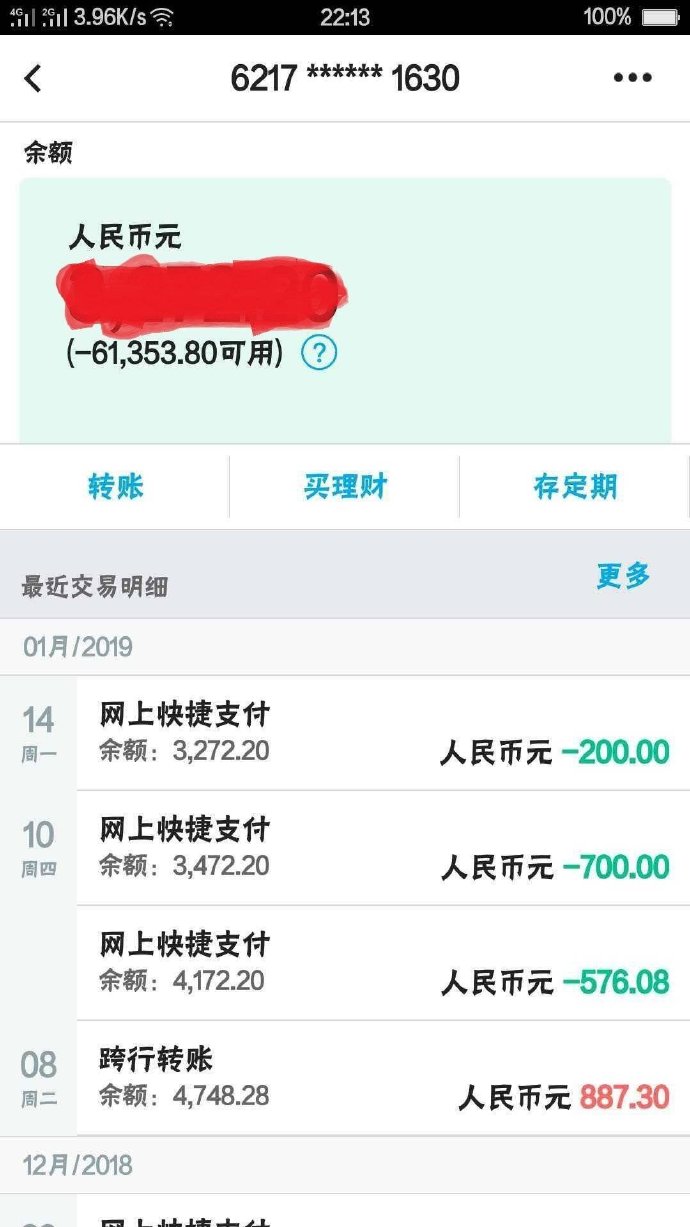 4G 2G 3.96K/s 22:13 100%
6217 ****** 1630
余额
人民币元
(-61,353.80可用) ?
转账 买理财 存定期
最近交易明细 更多
01月/2019
14 网上快捷支付
周一 余额：3,272.20 人民币元 -200.00
10 网上快捷支付
周四 余额：3,472.20 人民币元 -700.00
网上快捷支付
余额：4,172.20 人民币元 -576.08
08 跨行转账
周二 余额：4,748.28 人民币元 887.30
12月/2018
网上快捷支付